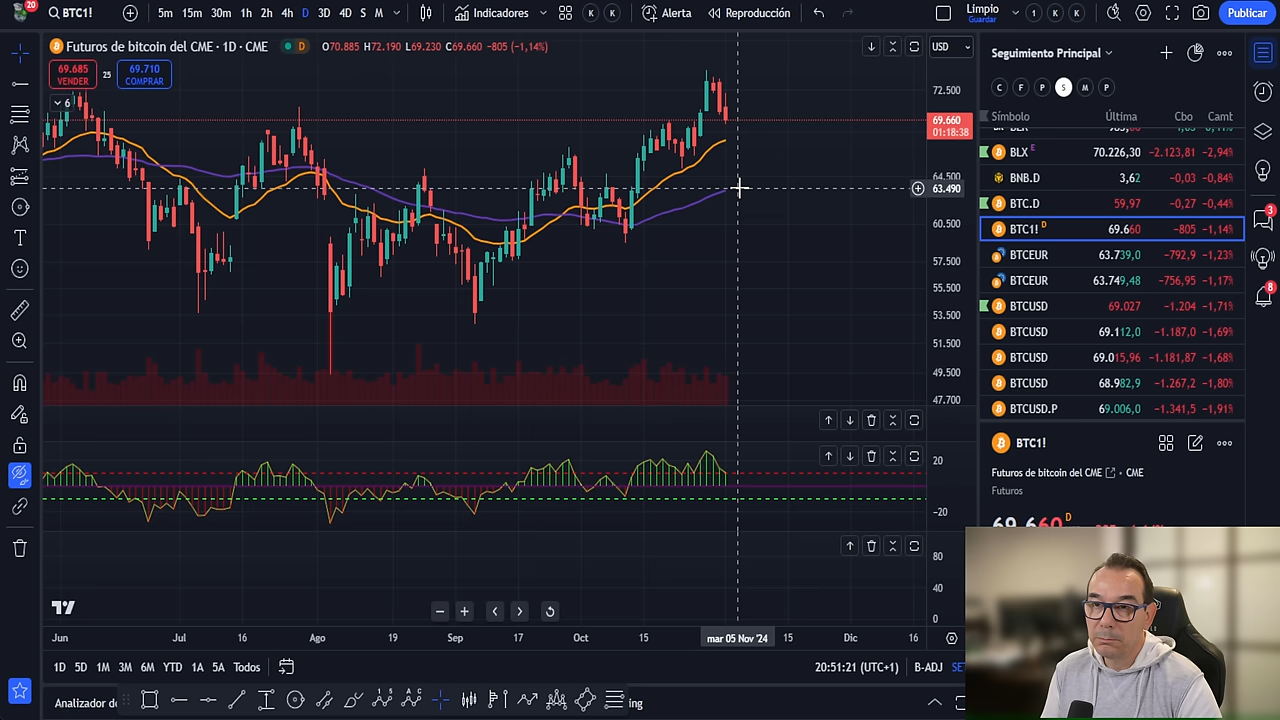 20
BTC1! 5m 15m 30m 1h 2h 4h D 3D 4D S M Indicadores K K Alerta Reproducción Limpio 1 K K Publicar
Guardar
Futuros de bitcoin del CME · 1D · CME D O70.885 H72.190 L69.230 C69.660 −805 (−1,14%) USD
69.685 25 69.710
VENDER COMPRAR
6
72.500
69.660
01:18:38
64.500
63.490
60.500
57.500
55.500
53.500
51.500
49.500
47.700
20
−20
80
40
0
Jun Jul 16 Ago 19 Sep 17 Oct 15 mar 05 Nov '24 15 Dic 16
1D 5D 1M 3M 6M YTD 1A 5A Todos 20:51:21 (UTC+1) B-ADJ SET
Analizador de
Seguimiento Principal
C F P S M P
Símbolo Última Cbo Camt
BLX E 70.226,30 −2.123,81 −2,94%
BNB.D 3,62 −0,03 −0,84%
BTC.D 59,97 −0,27 −0,44%
BTC1! D 69.660 −805 −1,14%
BTCEUR 63.739,0 −792,9 −1,23%
BTCEUR 63.749,48 −756,95 −1,17%
BTCUSD 69.027 −1.204 −1,71%
BTCUSD 69.112,0 −1.187,0 −1,69%
BTCUSD 69.015,96 −1.181,87 −1,68%
BTCUSD 68.982,9 −1.267,2 −1,80%
BTCUSD.P 69.006,0 −1.341,5 −1,91%
BTC1!
Futuros de bitcoin del CME · CME
Futuros
69.660 D
3
8